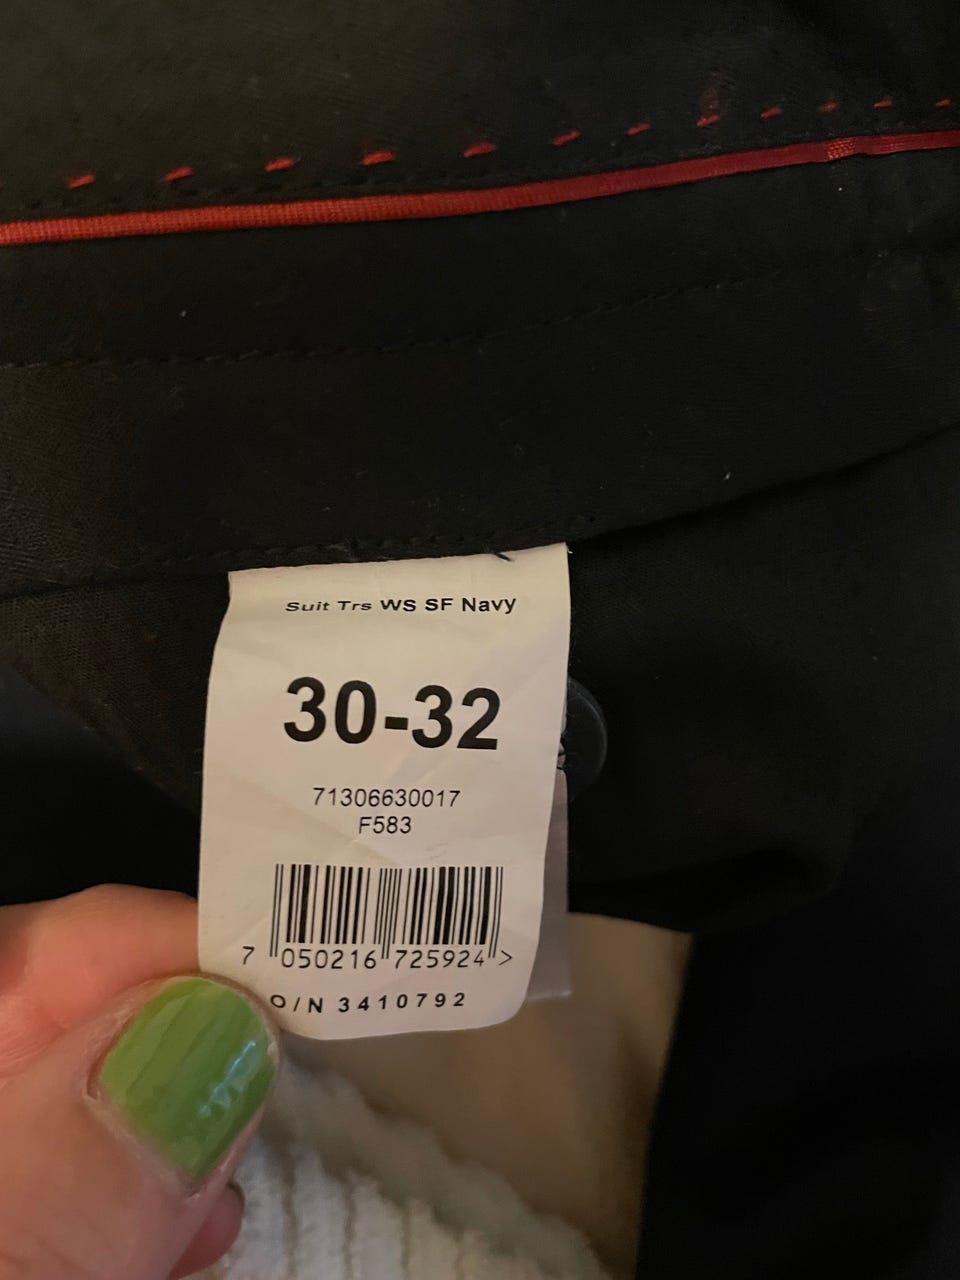 Suit Trs WS SF Navy
30-32
71306630017
F583
7 050216 725924 >
O/N 3410792